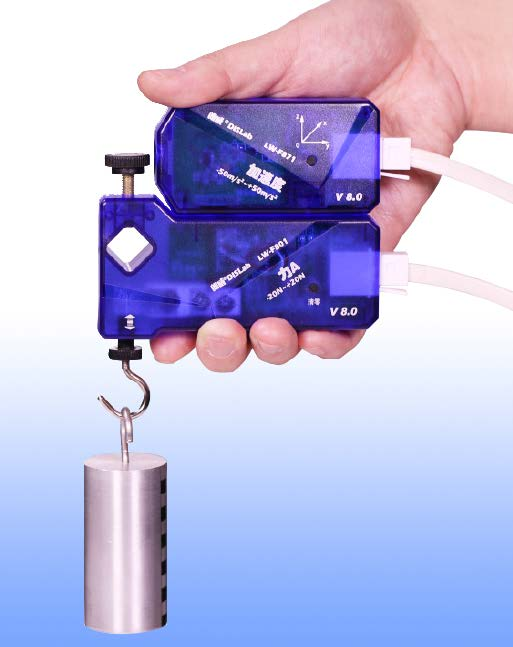 朗威®DISLab LW-F871
加速度
-50m/s²~+50m/s²
z
x
o
y
V 8.0
朗威®DISLab LW-F801
力A
-20N~+20N
清零
V 8.0